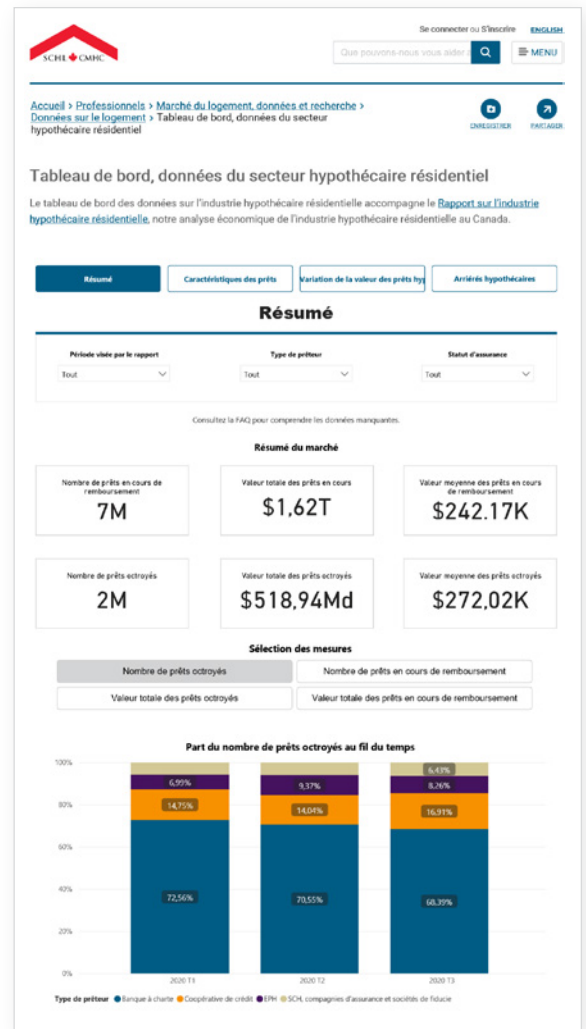 Se connecter ou S'inscrire ENGLISH
SCHL CMHC
Que pouvons-nous vous aider à
MENU
Accueil > Professionnels > Marché du logement, données et recherche >
Données sur le logement > Tableau de bord, données du secteur
hypothécaire résidentiel
ENREGISTRER PARTAGER
Tableau de bord, données du secteur hypothécaire résidentiel
Le tableau de bord des données sur l'industrie hypothécaire résidentielle accompagne le Rapport sur l'industrie
hypothécaire résidentielle, notre analyse économique de l'industrie hypothécaire résidentielle au Canada.
Résumé Caractéristiques des prêts Variation de la valeur des prêts hyp Arriérés hypothécaires
Résumé
Période visée par le rapport Type de prêteur Statut d'assurance
Tout Tout Tout
Consultez la FAQ pour comprendre les données manquantes.
Résumé du marché
Nombre de prêts en cours de
remboursement
7M
Valeur totale des prêts en cours
$1,62T
Valeur moyenne des prêts en cours
de remboursement
$242.17K
Nombre de prêts octroyés
2M
Valeur totale des prêts octroyés
$518,94Md
Valeur moyenne des prêts octroyés
$272,02K
Sélection des mesures
Nombre de prêts octroyés Nombre de prêts en cours de remboursement
Valeur totale des prêts octroyés Valeur totale des prêts en cours de remboursement
Part du nombre de prêts octroyés au fil du temps
100%
6,43%
6,99% 9,37% 8,26%
80%
14,75% 14,04% 16,91%
60%
40%
72,56% 70,55% 68,39%
20%
0%
2020 T1 2020 T2 2020 T3
Type de prêteur Banque à charte Coopérative de crédit EPH SCH, compagnies d'assurance et sociétés de fiducie